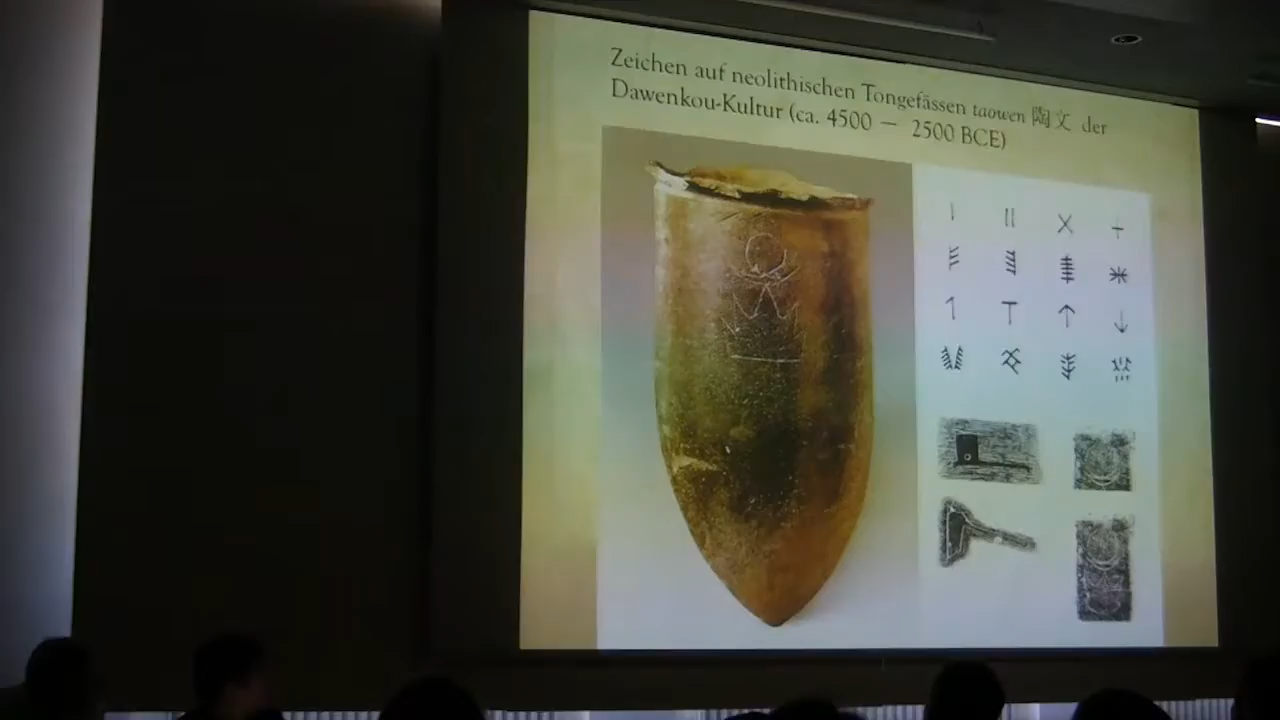 Zeichen auf neolithischen Tongefässen taowen 陶文 der
Dawenkou-Kultur (ca. 4500 — 2500 BCE)